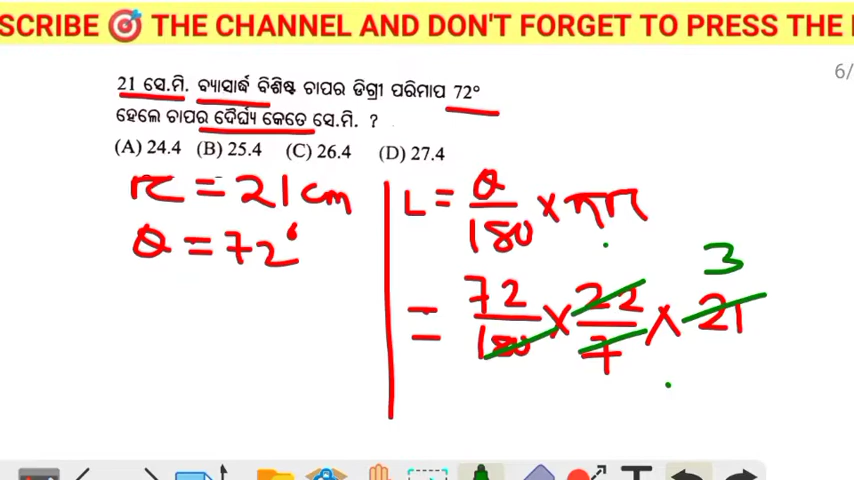 SCRIBE 🎯 THE CHANNEL AND DON'T FORGET TO PRESS THE
6/
21 ସେ.ମି. ବ୍ୟାସାର୍ଦ୍ଧ ବିଶିଷ୍ଟ ଚାପର ଡିଗ୍ରୀ ପରିମାପ 72°
ହେଲେ ଚାପର ଦୈର୍ଘ୍ୟ କେତେ ସେ.ମି. ?
(A) 24.4 (B) 25.4 (C) 26.4 (D) 27.4
r = 21 cm
θ = 72°
L = θ/180 × πr
= 72/180 × 22/7 × 21
3